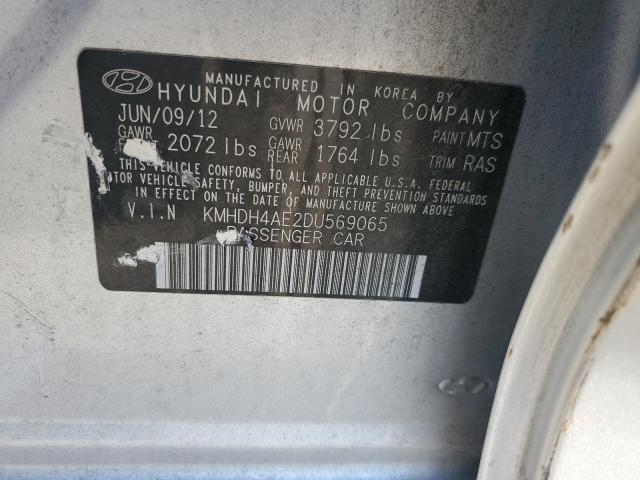 MANUFACTURED IN KOREA BY
HYUNDAI MOTOR COMPANY
JUN/09/12 GVWR 3792 lbs PAINT MTS
GAWR 2072 lbs GAWR REAR 1764 lbs TRIM RAS
THIS VEHICLE CONFORMS TO ALL APPLICABLE U.S.A. FEDERAL
MOTOR VEHICLE SAFETY, BUMPER, AND THEFT PREVENTION STANDARDS
IN EFFECT ON THE DATE OF MANUFACTURE SHOWN ABOVE.
V.I.N KMHDH4AE2DU569065
PASSENGER CAR